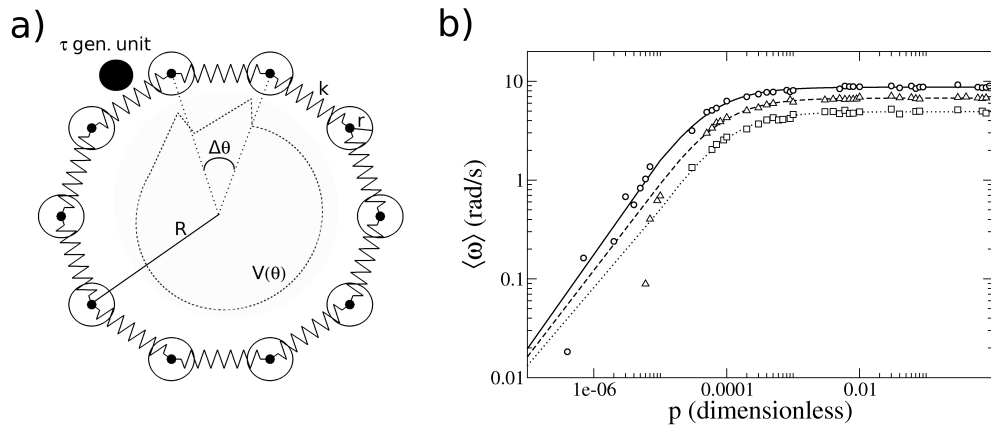 a)
τ gen. unit
k
r
Δθ
R
V(θ)
b)
10
1
0.1
0.01
⟨ω⟩ (rad/s)
1e-06
0.0001
0.01
p (dimensionless)